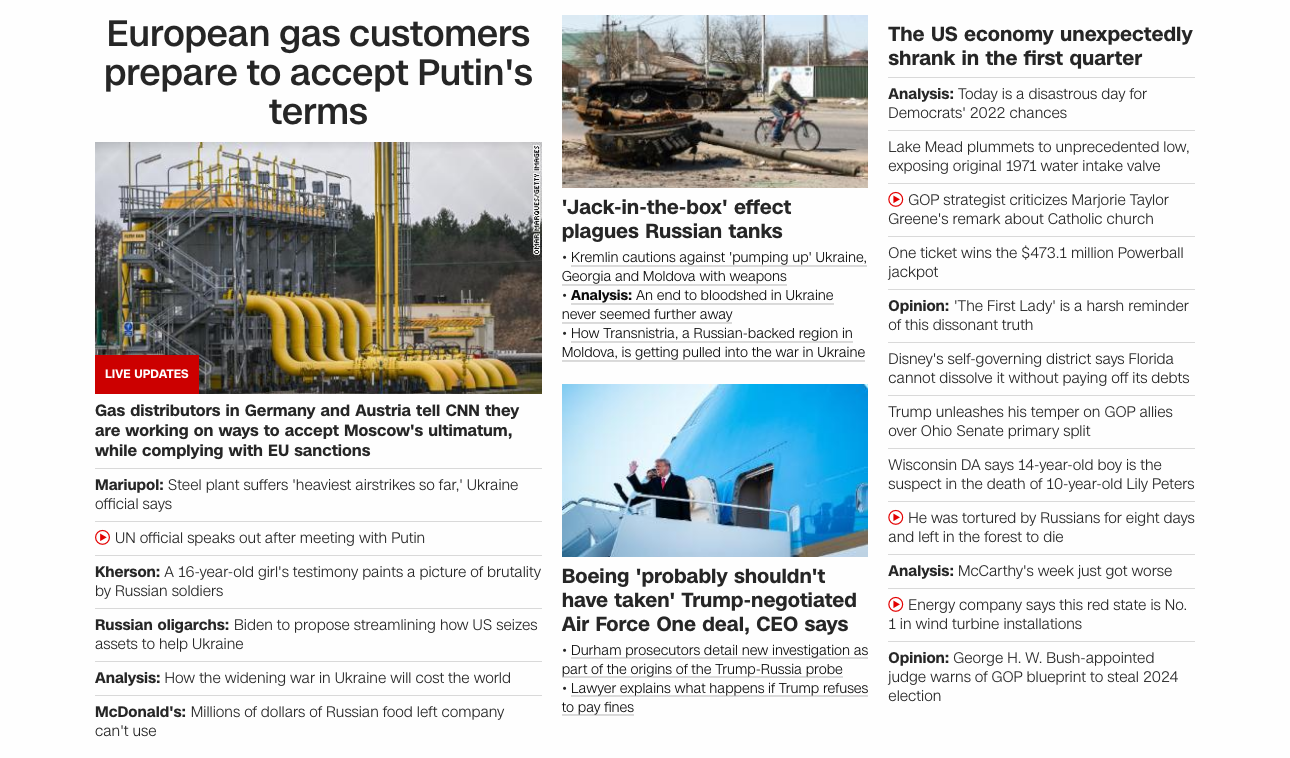 European gas customers
prepare to accept Putin's
terms
OMAR MARQUES/GETTY IMAGES
LIVE UPDATES
Gas distributors in Germany and Austria tell CNN they
are working on ways to accept Moscow's ultimatum,
while complying with EU sanctions
Mariupol: Steel plant suffers 'heaviest airstrikes so far,' Ukraine
official says
UN official speaks out after meeting with Putin
Kherson: A 16-year-old girl's testimony paints a picture of brutality
by Russian soldiers
Russian oligarchs: Biden to propose streamlining how US seizes
assets to help Ukraine
Analysis: How the widening war in Ukraine will cost the world
McDonald's: Millions of dollars of Russian food left company
can't use
'Jack-in-the-box' effect
plagues Russian tanks
• Kremlin cautions against 'pumping up' Ukraine,
Georgia and Moldova with weapons
• Analysis: An end to bloodshed in Ukraine
never seemed further away
• How Transnistria, a Russian-backed region in
Moldova, is getting pulled into the war in Ukraine
Boeing 'probably shouldn't
have taken' Trump-negotiated
Air Force One deal, CEO says
• Durham prosecutors detail new investigation as
part of the origins of the Trump-Russia probe
• Lawyer explains what happens if Trump refuses
to pay fines
The US economy unexpectedly
shrank in the first quarter
Analysis: Today is a disastrous day for
Democrats' 2022 chances
Lake Mead plummets to unprecedented low,
exposing original 1971 water intake valve
GOP strategist criticizes Marjorie Taylor
Greene's remark about Catholic church
One ticket wins the $473.1 million Powerball
jackpot
Opinion: 'The First Lady' is a harsh reminder
of this dissonant truth
Disney's self-governing district says Florida
cannot dissolve it without paying off its debts
Trump unleashes his temper on GOP allies
over Ohio Senate primary split
Wisconsin DA says 14-year-old boy is the
suspect in the death of 10-year-old Lily Peters
He was tortured by Russians for eight days
and left in the forest to die
Analysis: McCarthy's week just got worse
Energy company says this red state is No.
1 in wind turbine installations
Opinion: George H. W. Bush-appointed
judge warns of GOP blueprint to steal 2024
election